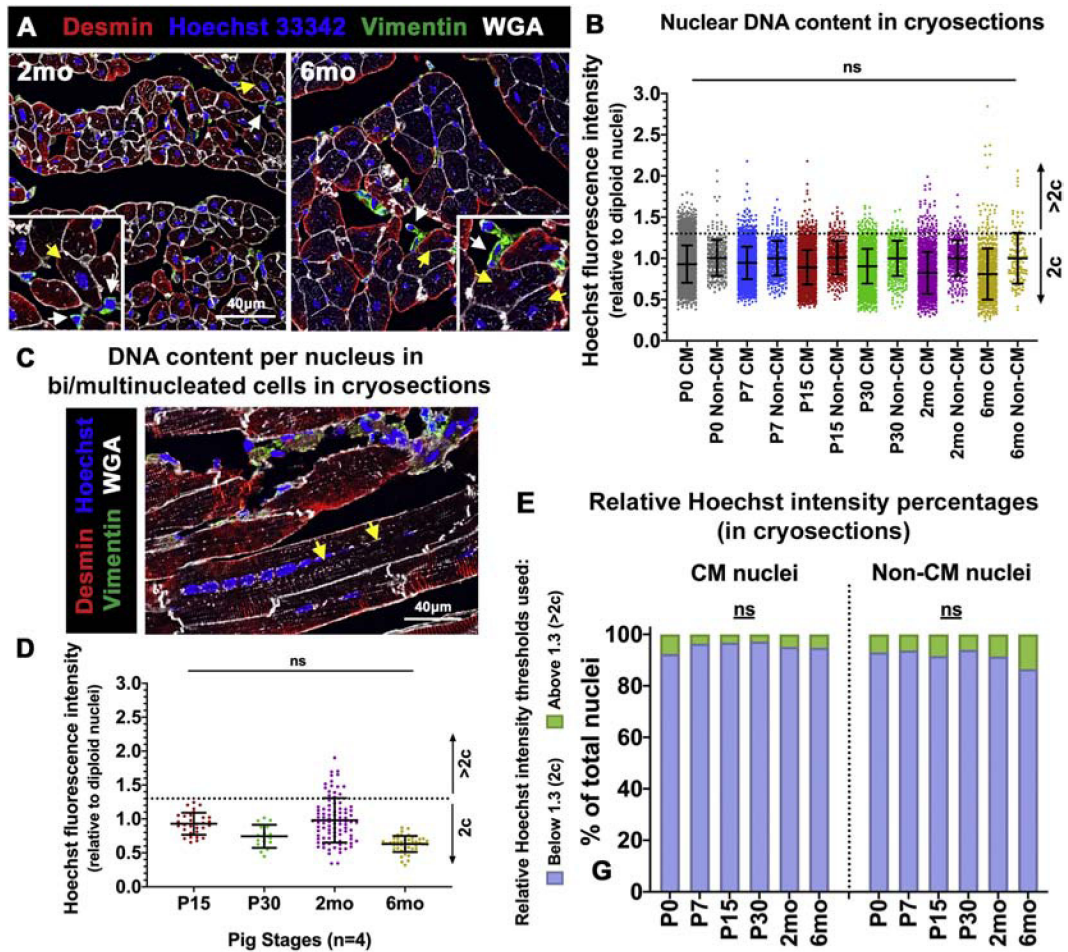 A Desmin Hoechst 33342 Vimentin WGA
2mo
6mo
40µm
B Nuclear DNA content in cryosections
ns
Hoechst fluorescence intensity
(relative to diploid nuclei)
3.0
2.5
2.0
1.5
1.0
0.5
0.0
>2c
2c
P0 CM
P0 Non-CM
P7 CM
P7 Non-CM
P15 CM
P15 Non-CM
P30 CM
P30 Non-CM
2mo CM
2mo Non-CM
6mo CM
6mo Non-CM
C DNA content per nucleus in
bi/multinucleated cells in cryosections
Desmin Hoechst
Vimentin WGA
40µm
D
ns
Hoechst fluorescence intensity
(relative to diploid nuclei)
3.0
2.5
2.0
1.5
1.0
0.5
0.0
>2c
2c
P15 P30 2mo 6mo
Pig Stages (n=4)
E Relative Hoechst intensity percentages
(in cryosections)
Relative Hoechst intensity thresholds used:
Below 1.3 (2c) Above 1.3 (>2c)
CM nuclei Non-CM nuclei
ns ns
% of total nuclei
100
80
60
40
20
0
G
P0 P7 P15 P30 2mo 6mo P0 P7 P15 P30 2mo 6mo